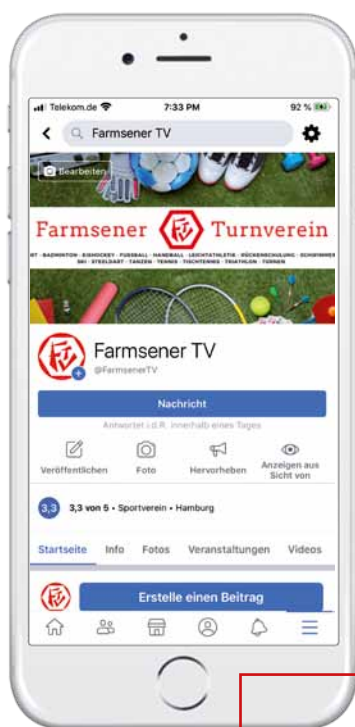 Telekom.de 7:33 PM 92 %
Farmsener TV
Bearbeiten
Farmsener Turnverein
BADMINTON · EISHOCKEY · FUSSBALL · HANDBALL · LEICHTATHLETIK · RÜCKENSCHULUNG · SCHWIMMEN
SKI · STEELDART · TANZEN · TENNIS · TISCHTENNIS · TRIATHLON · TURNEN
Farmsener TV
@FarmsenerTV
Nachricht
Antwortet i.d.R. innerhalb eines Tages
Veröffentlichen Foto Hervorheben Anzeigen aus
Sicht von
3,3 3,3 von 5 • Sportverein • Hamburg
Startseite Info Fotos Veranstaltungen Videos
Erstelle einen Beitrag